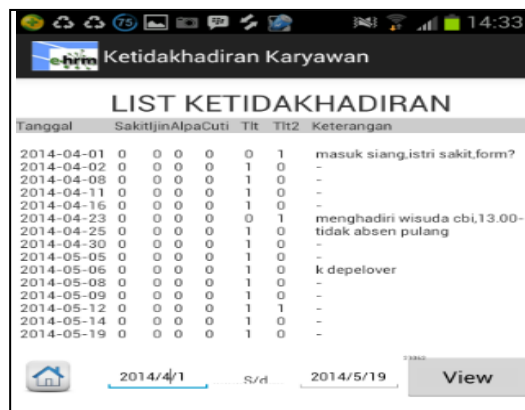 75 14:33
e-hrm Ketidakhadiran Karyawan
LIST KETIDAKHADIRAN
Tanggal Sakit Ijin Alpa Cuti Tlt Tlt2 Keterangan
2014-04-01 0 0 0 0 0 1 masuk siang,istri sakit,form?
2014-04-02 0 0 0 0 1 0 -
2014-04-08 0 0 0 0 1 0 -
2014-04-11 0 0 0 0 1 0 -
2014-04-16 0 0 0 0 1 0 -
2014-04-23 0 0 0 0 0 1 menghadiri wisuda cbi,13.00-
2014-04-25 0 0 0 0 1 0 tidak absen pulang
2014-04-30 0 0 0 0 1 0 -
2014-05-05 0 0 0 0 1 0 -
2014-05-06 0 0 0 0 1 0 k depelover
2014-05-08 0 0 0 0 1 0 -
2014-05-09 0 0 0 0 1 0 -
2014-05-12 0 0 0 0 1 1 -
2014-05-14 0 0 0 0 1 0 -
2014-05-19 0 0 0 0 1 0 -
2014/4/1 S/d 2014/5/19 View